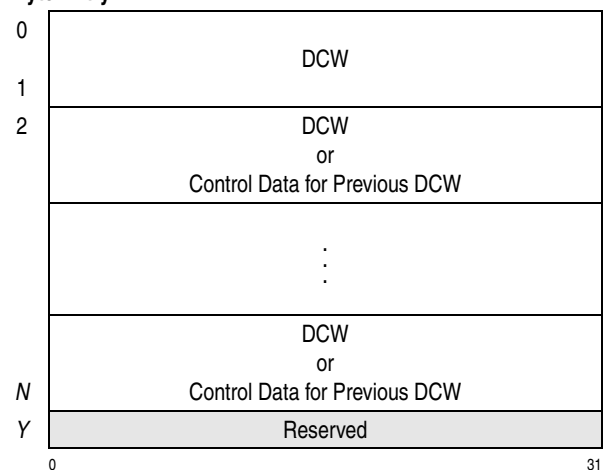 0
DCW
1
2 DCW
or
Control Data for Previous DCW
.
.
.
DCW
or
N Control Data for Previous DCW
Y Reserved
0 31